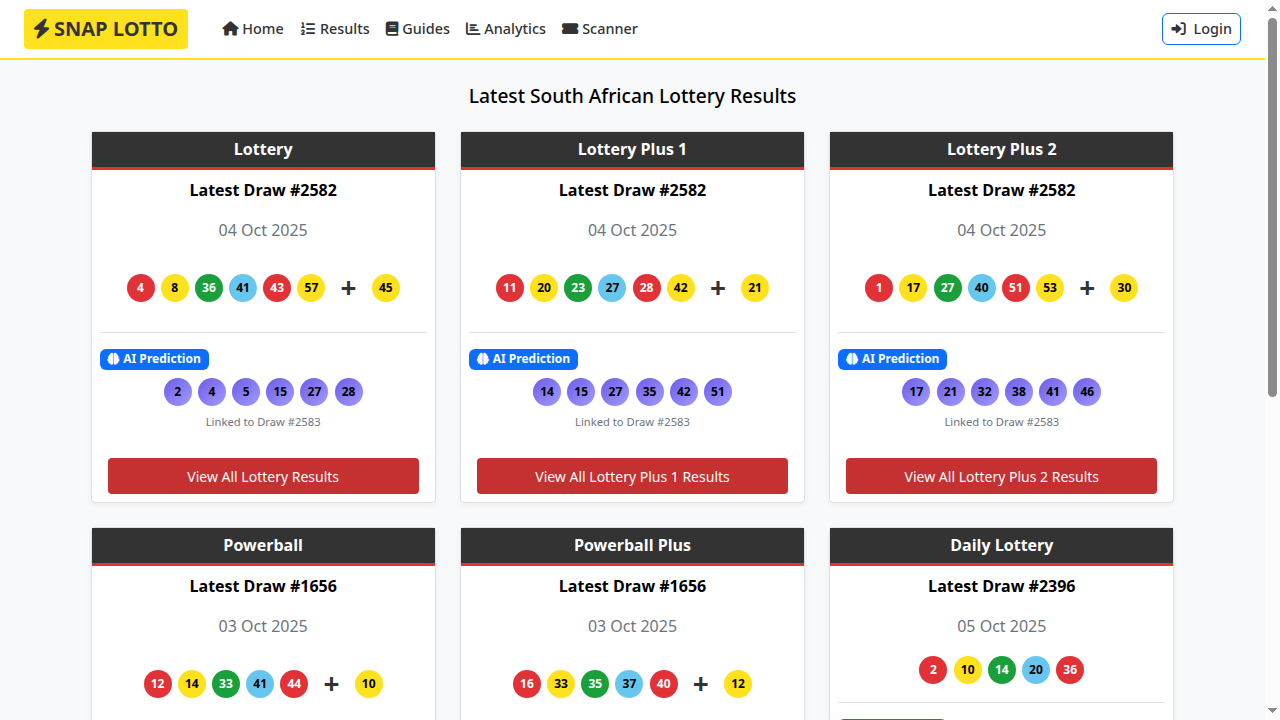 SNAP LOTTO Home Results Guides Analytics Scanner Login
Latest South African Lottery Results
Lottery
Latest Draw #2582
04 Oct 2025
4 8 36 41 43 57 + 45
AI Prediction
2 4 5 15 27 28
Linked to Draw #2583
View All Lottery Results
Lottery Plus 1
Latest Draw #2582
04 Oct 2025
11 20 23 27 28 42 + 21
AI Prediction
14 15 27 35 42 51
Linked to Draw #2583
View All Lottery Plus 1 Results
Lottery Plus 2
Latest Draw #2582
04 Oct 2025
1 17 27 40 51 53 + 30
AI Prediction
17 21 32 38 41 46
Linked to Draw #2583
View All Lottery Plus 2 Results
Powerball
Latest Draw #1656
03 Oct 2025
12 14 33 41 44 + 10
Powerball Plus
Latest Draw #1656
03 Oct 2025
16 33 35 37 40 + 12
Daily Lottery
Latest Draw #2396
05 Oct 2025
2 10 14 20 36